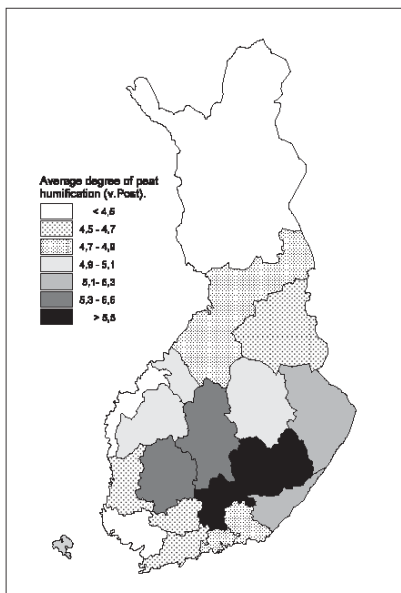 Average degree of peat
humification (v.Post).
< 4,5
4,5 - 4,7
4,7 - 4,9
4,9 - 5,1
5,1 - 5,3
5,3 - 5,5
> 5,5